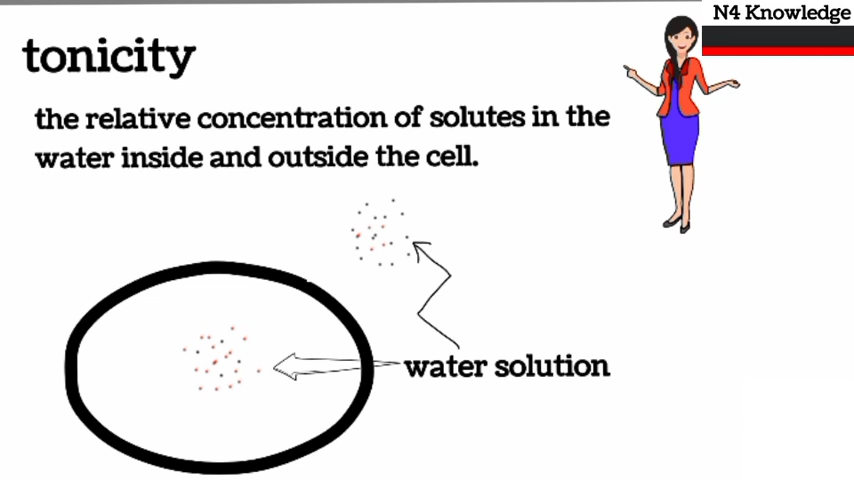 N4 Knowledge
tonicity
the relative concentration of solutes in the
water inside and outside the cell.
water solution